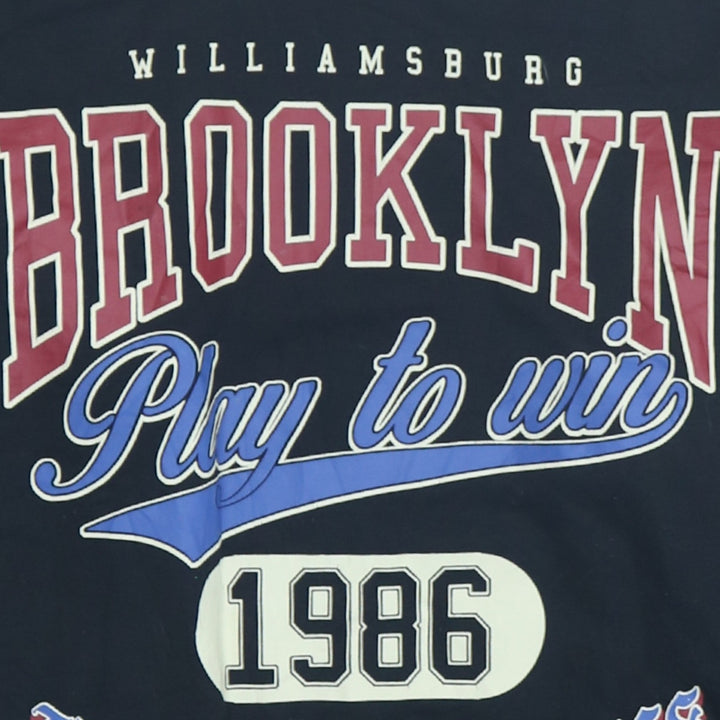 WILLIAMSBURG
BROOKLYN
Play to win
1986